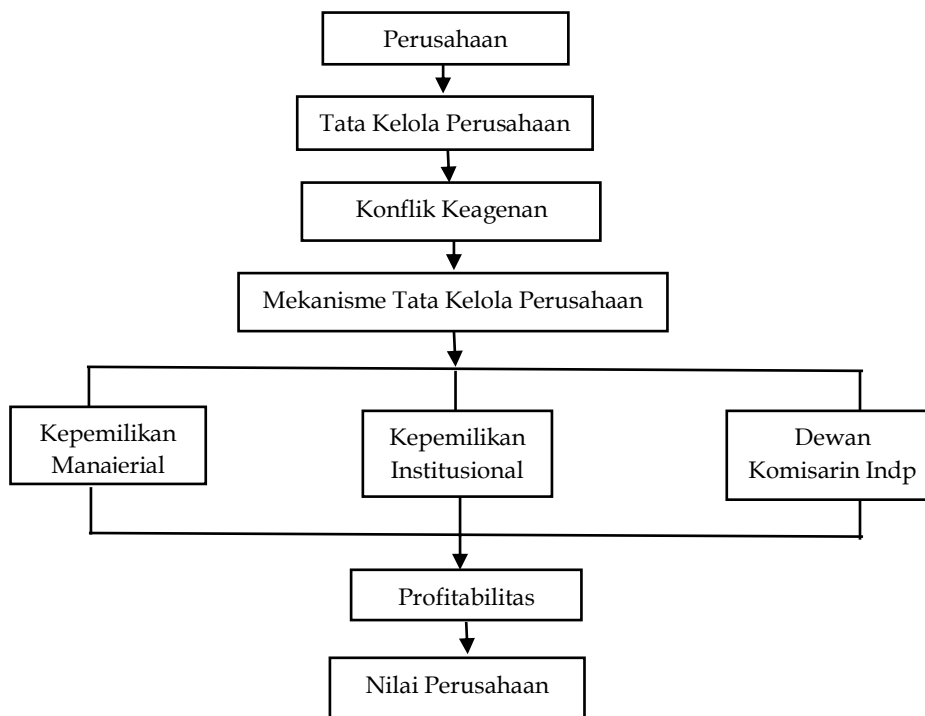 Perusahaan
Tata Kelola Perusahaan
Konflik Keagenan
Mekanisme Tata Kelola Perusahaan
Kepemilikan
Manajerial
Kepemilikan
Institusional
Dewan
Komisarin Indp
Profitabilitas
Nilai Perusahaan